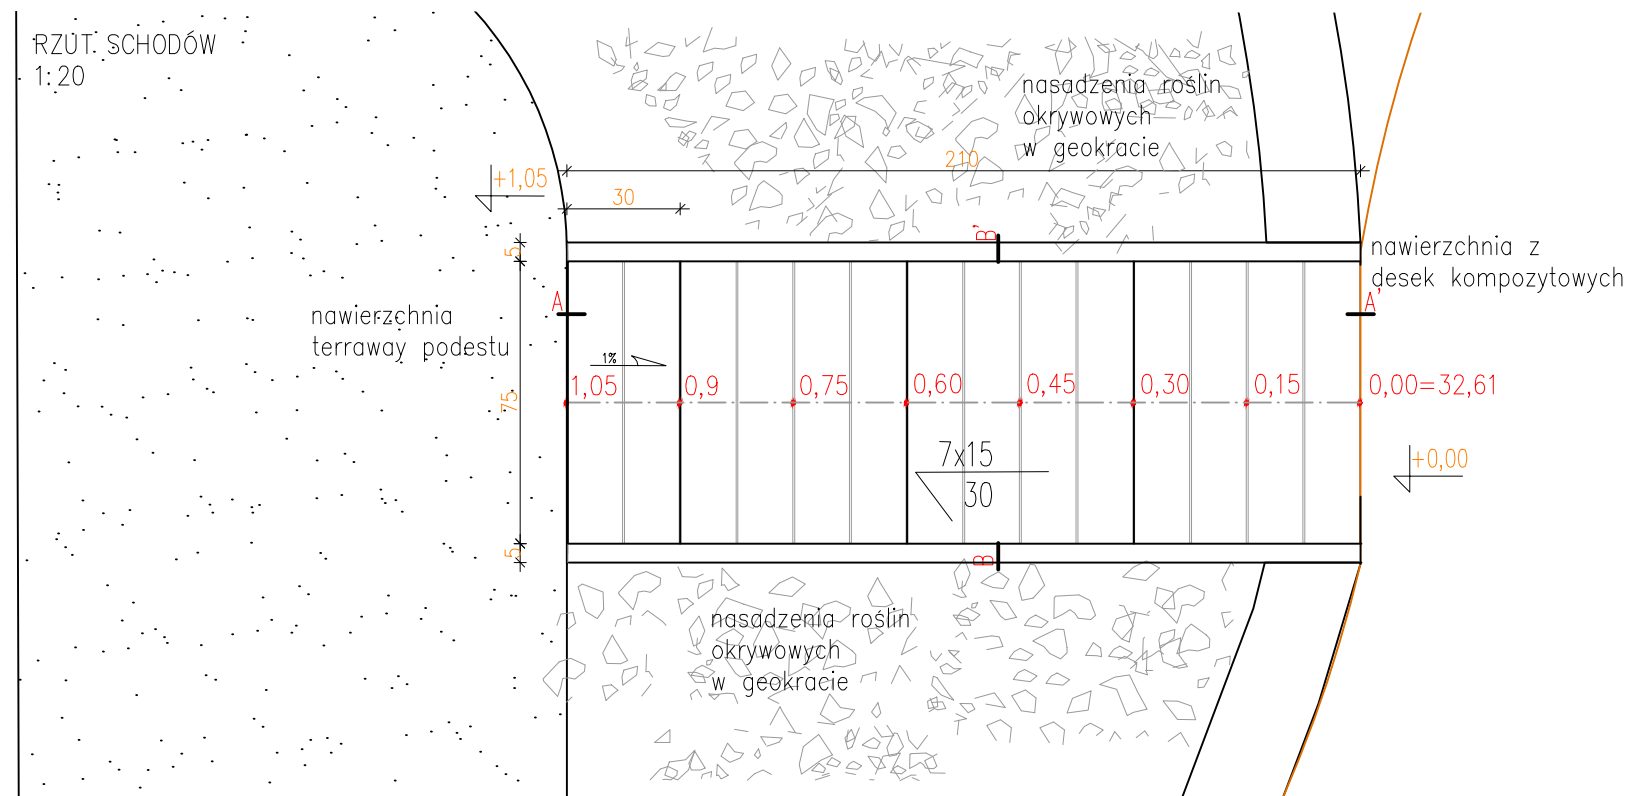 RZUT SCHODÓW
1:20
nasadzenia roślin
okrywowych
w geokracie
210
+1,05
30
5
B'
nawierzchnia z
desek kompozytowych
A
A'
nawierzchnia
terraway podestu
1%
1,05
0,9
0,75
0,60
0,45
0,30
0,15
0,00=32,61
75
7x15
30
+0,00
5
B
nasadzenia roślin
okrywowych
w geokracie